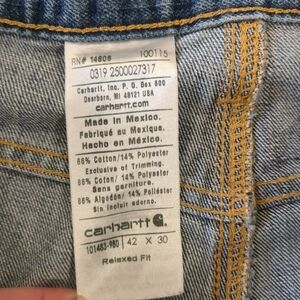 RN# 14806 100115
0319 2500027317
Carhartt, Inc. P.O. Box 600
Dearborn, MI 48121 USA
carhartt.com
Made in Mexico.
Fabriqué au Mexique.
Hecho en México.
86% Cotton/14% Polyester
Exclusive of Trimming.
86% Coton/14% Polyester
Sans garniture.
86% Algodón/14% Poliéster
Sin incluir adorno.
carhartt
101483-980 42 X 30
Relaxed Fit